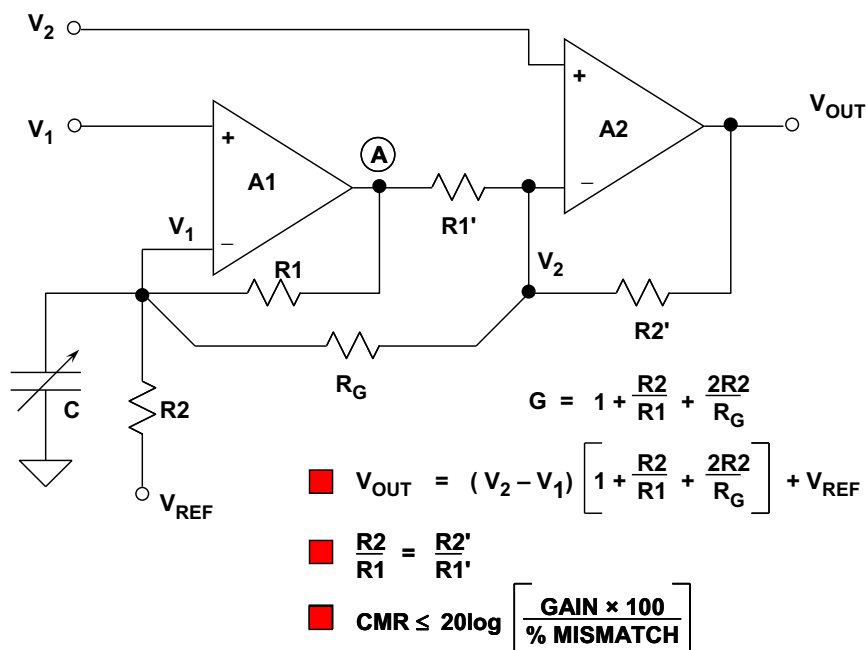 V2
+
A2
VOUT
V1
+
A
A1
−
R1'
−
V1
R1
V2
R2'
RG
C
R2
G = 1 + R2/R1 + 2R2/RG
VREF
VOUT = (V2 – V1) [1 + R2/R1 + 2R2/RG] + VREF
R2/R1 = R2'/R1'
CMR ≤ 20log [GAIN × 100 / % MISMATCH]